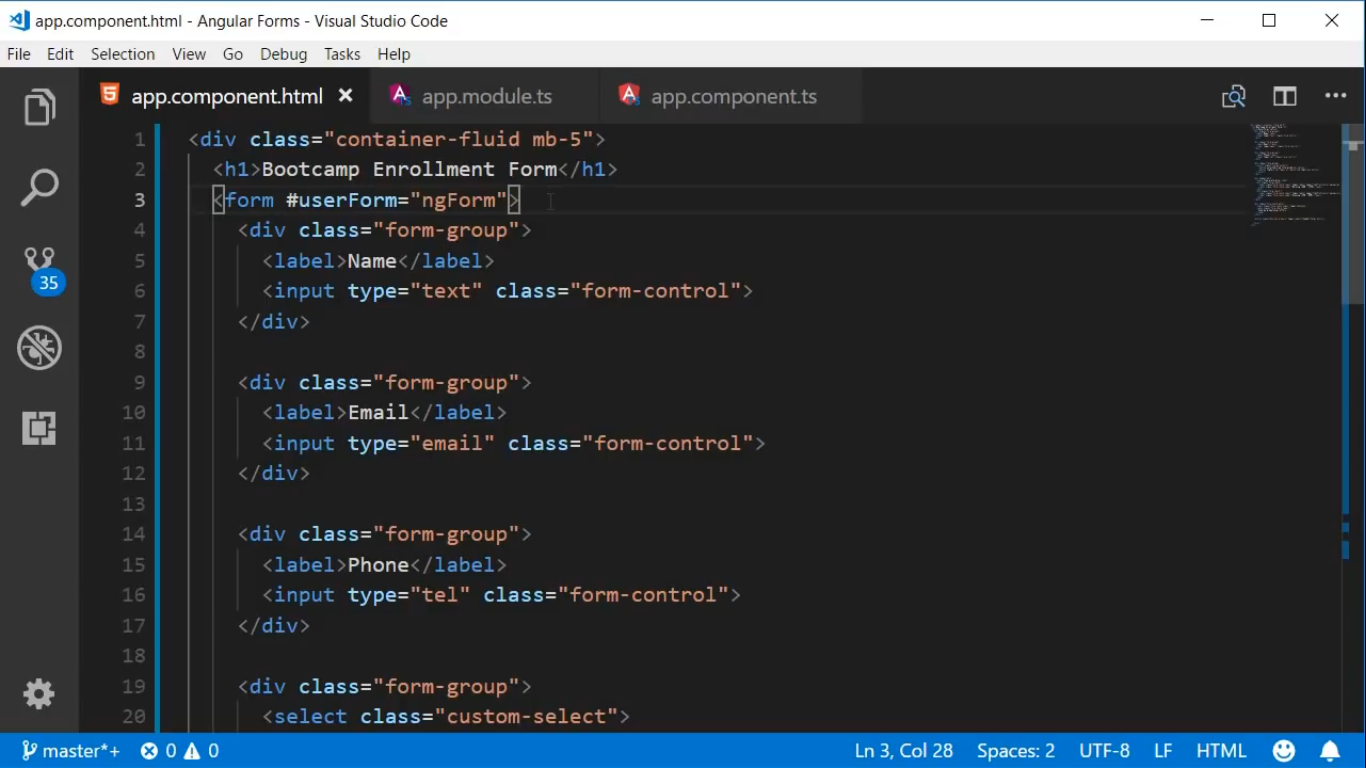 app.component.html - Angular Forms - Visual Studio Code
File Edit Selection View Go Debug Tasks Help
app.component.html app.module.ts app.component.ts
1 <div class="container-fluid mb-5">
2 <h1>Bootcamp Enrollment Form</h1>
3 <form #userForm="ngForm">
4 <div class="form-group">
5 <label>Name</label>
6 <input type="text" class="form-control">
7 </div>
8
9 <div class="form-group">
10 <label>Email</label>
11 <input type="email" class="form-control">
12 </div>
13
14 <div class="form-group">
15 <label>Phone</label>
16 <input type="tel" class="form-control">
17 </div>
18
19 <div class="form-group">
20 <select class="custom-select">
35
master*+ 0 0 Ln 3, Col 28 Spaces: 2 UTF-8 LF HTML